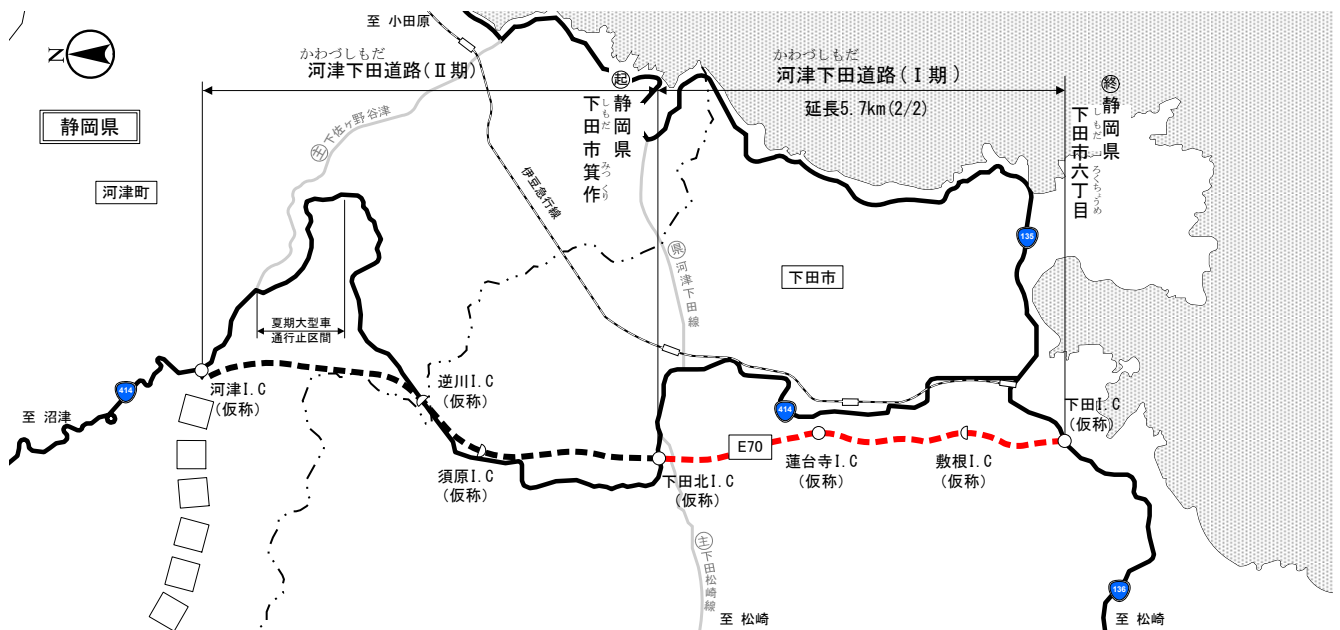 至 小田原
N
かわづしもだ
河津下田道路(Ⅱ期)
かわづしもだ
河津下田道路(Ⅰ期)
延長5.7km(2/2)
起 静岡県
下田市箕作
しもだ
みつくり
終 静岡県
下田市六丁目
しもだし
ろくちょうめ
静岡県
河津町
主 下佐ヶ野谷津
伊豆急行線
県 河津下田線
135
下田市
夏期大型車
通行止区間
414
至 沼津
河津I.C
(仮称)
逆川I.C
(仮称)
須原I.C
(仮称)
下田北I.C
(仮称)
E70
414
蓮台寺I.C
(仮称)
敷根I.C
(仮称)
下田I.C
(仮称)
主 下田松崎線
至 松崎
136
至 松崎